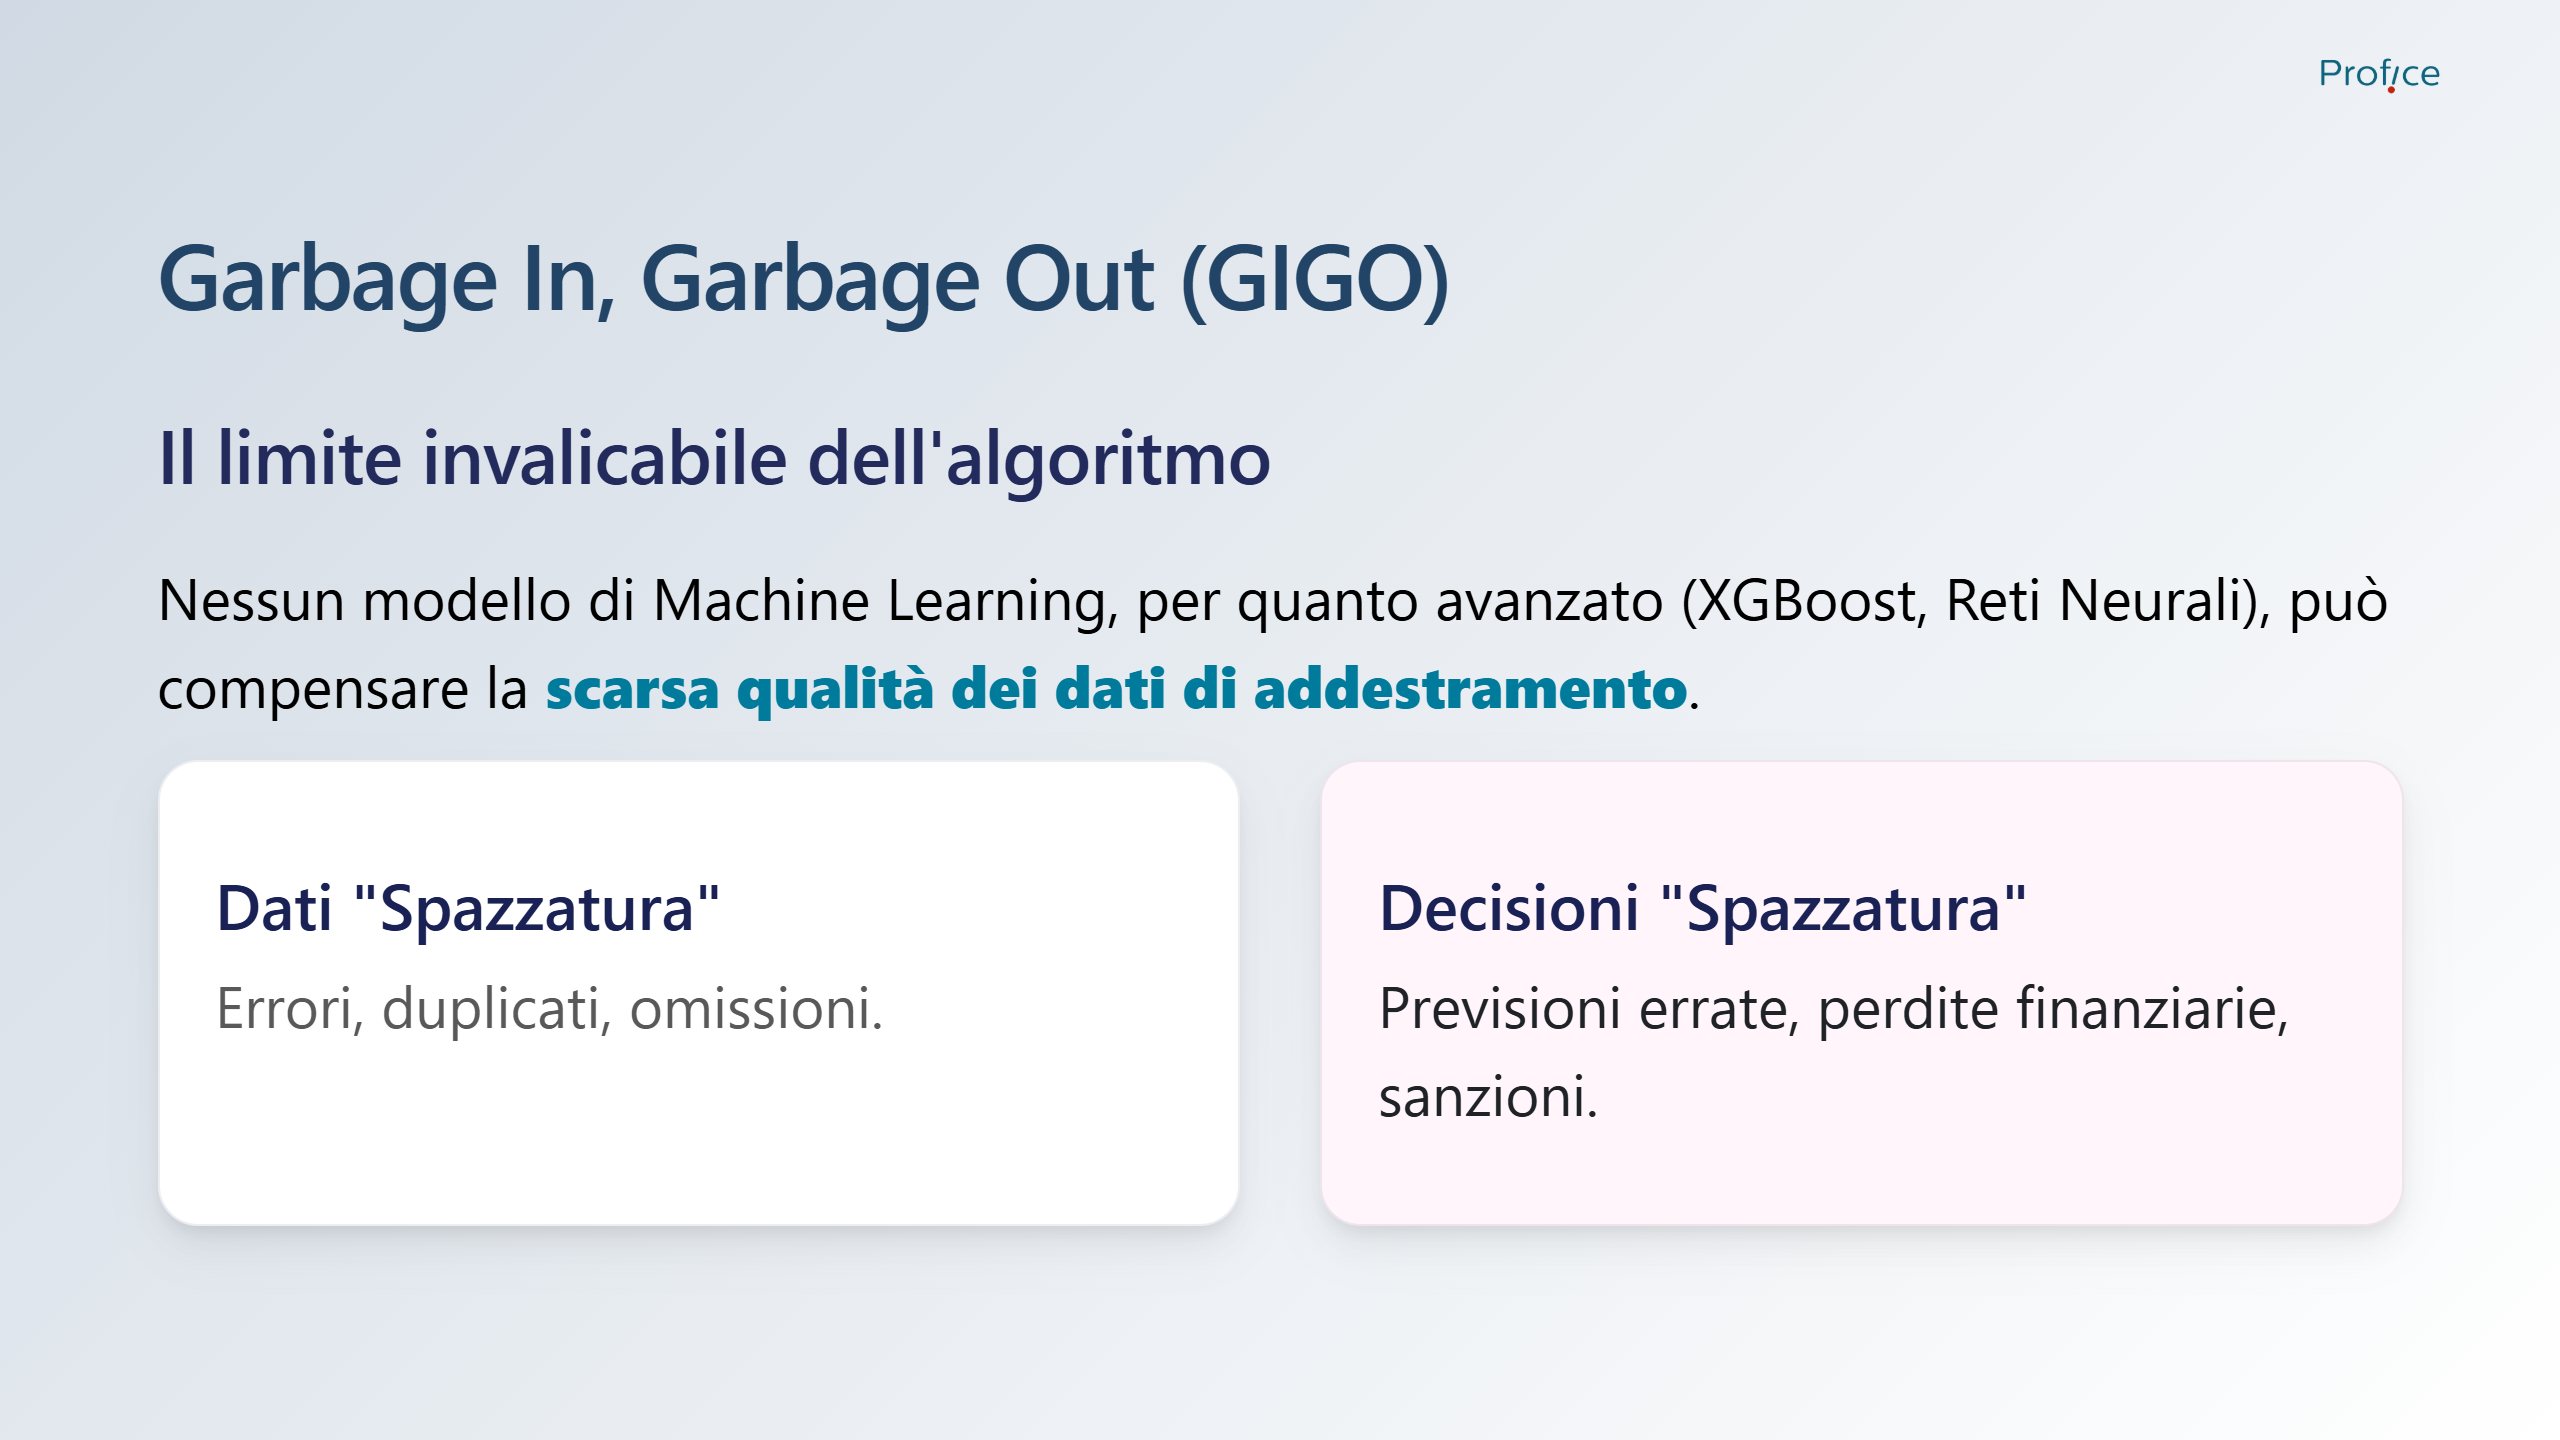 Profice
Garbage In, Garbage Out (GIGO)
Il limite invalicabile dell'algoritmo
Nessun modello di Machine Learning, per quanto avanzato (XGBoost, Reti Neurali), può
compensare la scarsa qualità dei dati di addestramento.
Dati "Spazzatura"
Errori, duplicati, omissioni.
Decisioni "Spazzatura"
Previsioni errate, perdite finanziarie,
sanzioni.